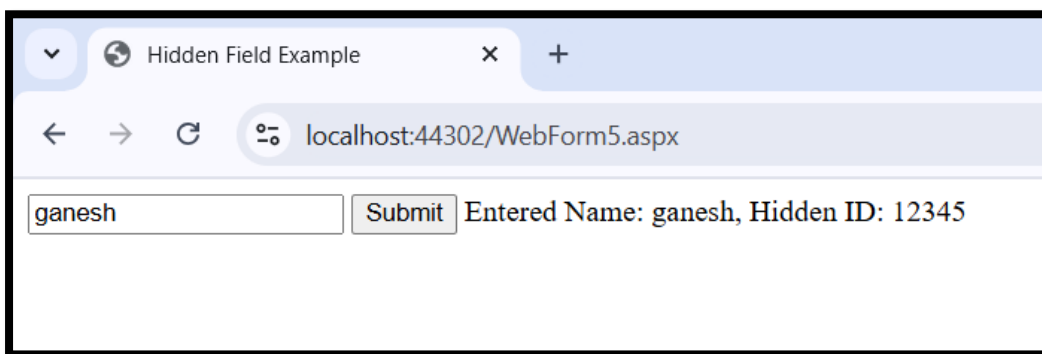 Hidden Field Example
localhost:44302/WebForm5.aspx
ganesh Submit Entered Name: ganesh, Hidden ID: 12345